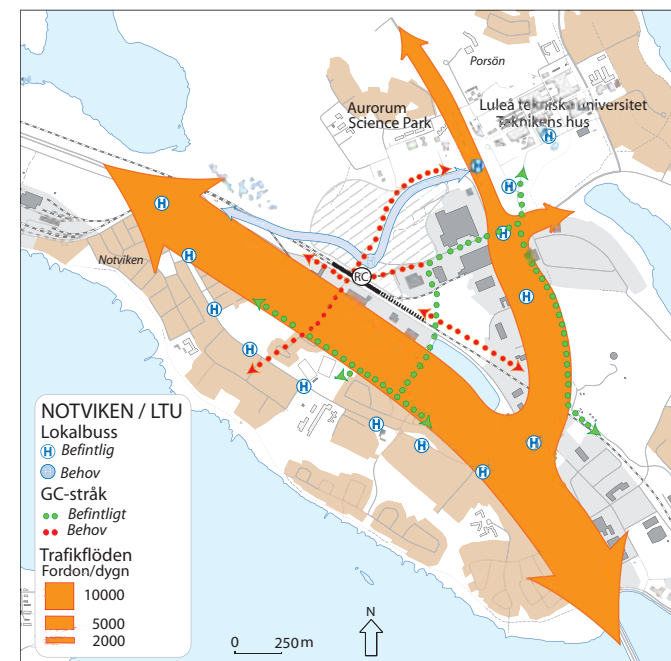 Porsön
Aurorum
Science Park
Luleå tekniska universitet
Teknikens hus
H
H
H
H
H
H
Notviken
RC
H
H
H
H
H
H
H
H
H
NOTVIKEN / LTU
Lokalbuss
H Befintlig
Behov
GC-stråk
Befintligt
Behov
Trafikflöden
Fordon/dygn
10000
5000
2000
0 250 m
N